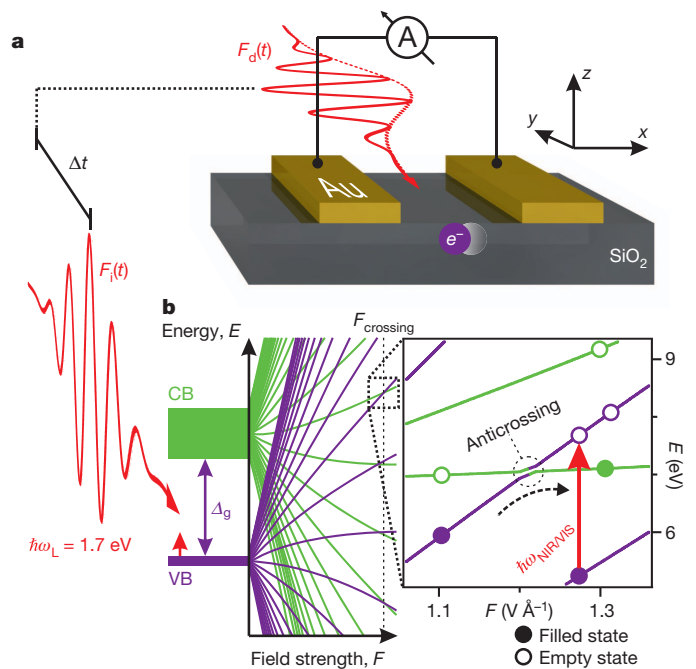 a
F_d(t)
A
z
y
x
Δt
Au
e⁻
SiO₂
F_i(t)
ħω_L = 1.7 eV
b
Energy, E
F_crossing
CB
Δ_g
VB
Field strength, F
Anticrossing
ħω_NIR/VIS
9
E (eV)
6
1.1
F (V Å⁻¹)
1.3
Filled state
Empty state